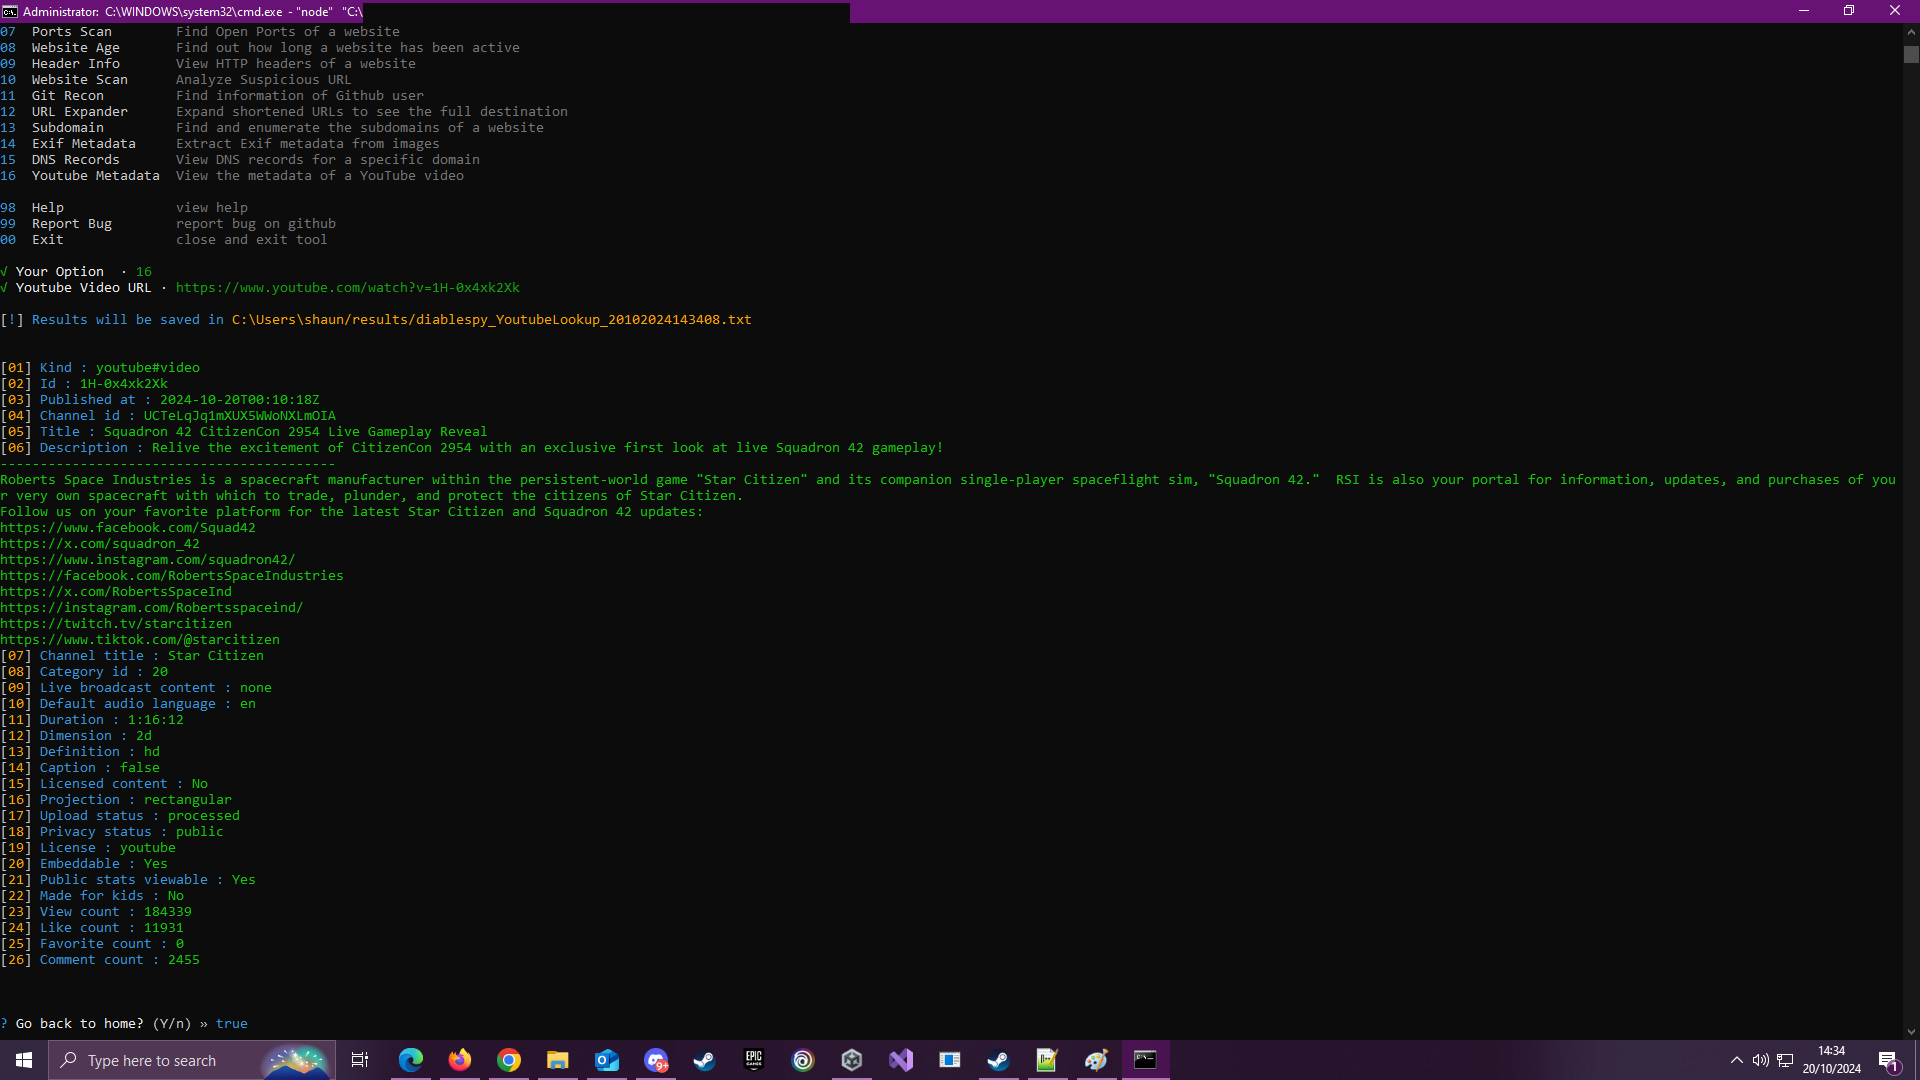 Administrator: C:\WINDOWS\system32\cmd.exe - "node" "C:\
07 Ports Scan Find Open Ports of a website
08 Website Age Find out how long a website has been active
09 Header Info View HTTP headers of a website
10 Website Scan Analyze Suspicious URL
11 Git Recon Find information of Github user
12 URL Expander Expand shortened URLs to see the full destination
13 Subdomain Find and enumerate the subdomains of a website
14 Exif Metadata Extract Exif metadata from images
15 DNS Records View DNS records for a specific domain
16 Youtube Metadata View the metadata of a YouTube video
98 Help view help
99 Report Bug report bug on github
00 Exit close and exit tool
√ Your Option · 16
√ Youtube Video URL · https://www.youtube.com/watch?v=1H-0x4xk2Xk
[!] Results will be saved in C:\Users\shaun/results/diablespy_YoutubeLookup_20102024143408.txt
[01] Kind : youtube#video
[02] Id : 1H-0x4xk2Xk
[03] Published at : 2024-10-20T00:10:18Z
[04] Channel id : UCTeLqJq1mXUX5WWoNXLmOIA
[05] Title : Squadron 42 CitizenCon 2954 Live Gameplay Reveal
[06] Description : Relive the excitement of CitizenCon 2954 with an exclusive first look at live Squadron 42 gameplay!
------------------------------------------
Roberts Space Industries is a spacecraft manufacturer within the persistent-world game "Star Citizen" and its companion single-player spaceflight sim, "Squadron 42."  RSI is also your portal for information, updates, and purchases of you
r very own spacecraft with which to trade, plunder, and protect the citizens of Star Citizen.
Follow us on your favorite platform for the latest Star Citizen and Squadron 42 updates:
https://www.facebook.com/Squad42
https://x.com/squadron_42
https://www.instagram.com/squadron42/
https://facebook.com/RobertsSpaceIndustries
https://x.com/RobertsSpaceInd
https://instagram.com/Robertsspaceind/
https://twitch.tv/starcitizen
https://www.tiktok.com/@starcitizen
[07] Channel title : Star Citizen
[08] Category id : 20
[09] Live broadcast content : none
[10] Default audio language : en
[11] Duration : 1:16:12
[12] Dimension : 2d
[13] Definition : hd
[14] Caption : false
[15] Licensed content : No
[16] Projection : rectangular
[17] Upload status : processed
[18] Privacy status : public
[19] License : youtube
[20] Embeddable : Yes
[21] Public stats viewable : Yes
[22] Made for kids : No
[23] View count : 184339
[24] Like count : 11931
[25] Favorite count : 0
[26] Comment count : 2455
? Go back to home? (Y/n) » true
Type here to search
9+
EPIC GAMES
14:34
20/10/2024
1